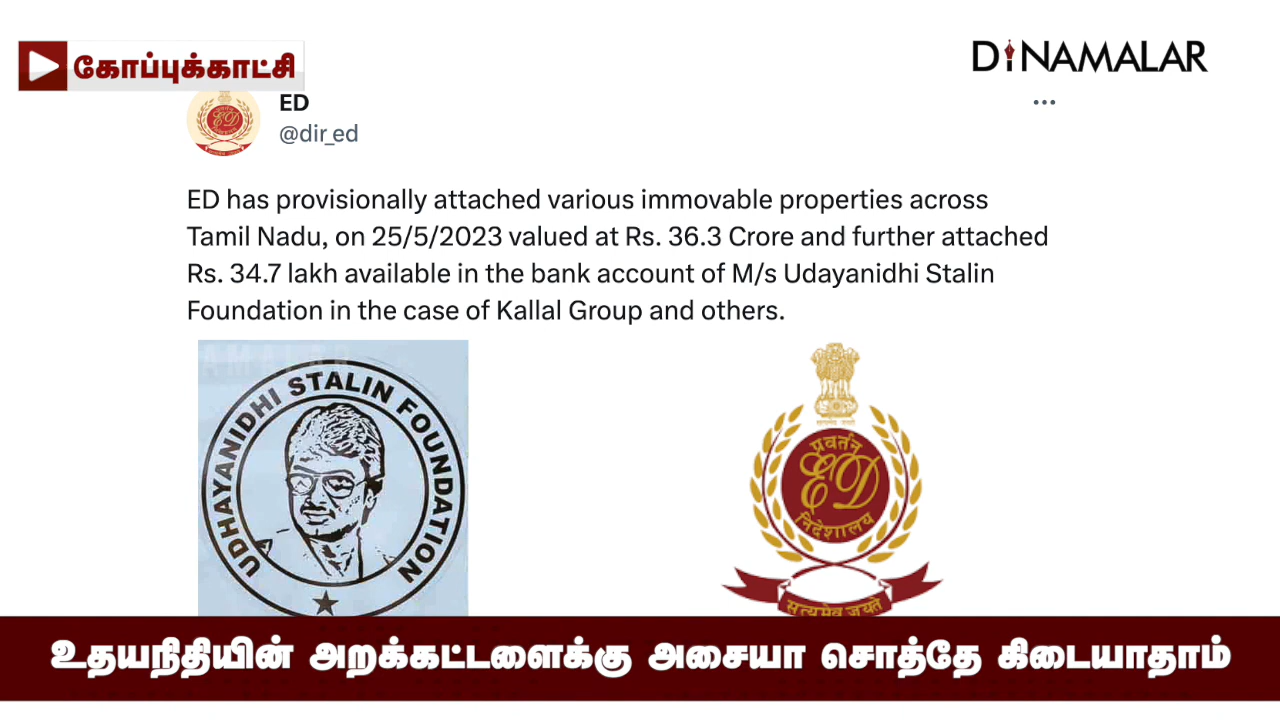 கோப்புக்காட்சி
DINAMALAR
ED
@dir_ed
ED has provisionally attached various immovable properties across
Tamil Nadu, on 25/5/2023 valued at Rs. 36.3 Crore and further attached
Rs. 34.7 lakh available in the bank account of M/s Udayanidhi Stalin
Foundation in the case of Kallal Group and others.
UDHAYANIDHI STALIN FOUNDATION
प्रवर्तन
ED
निदेशालय
सत्यमेव जयते
உதயநிதியின் அறக்கட்டளைக்கு அசையா சொத்தே கிடையாதாம்